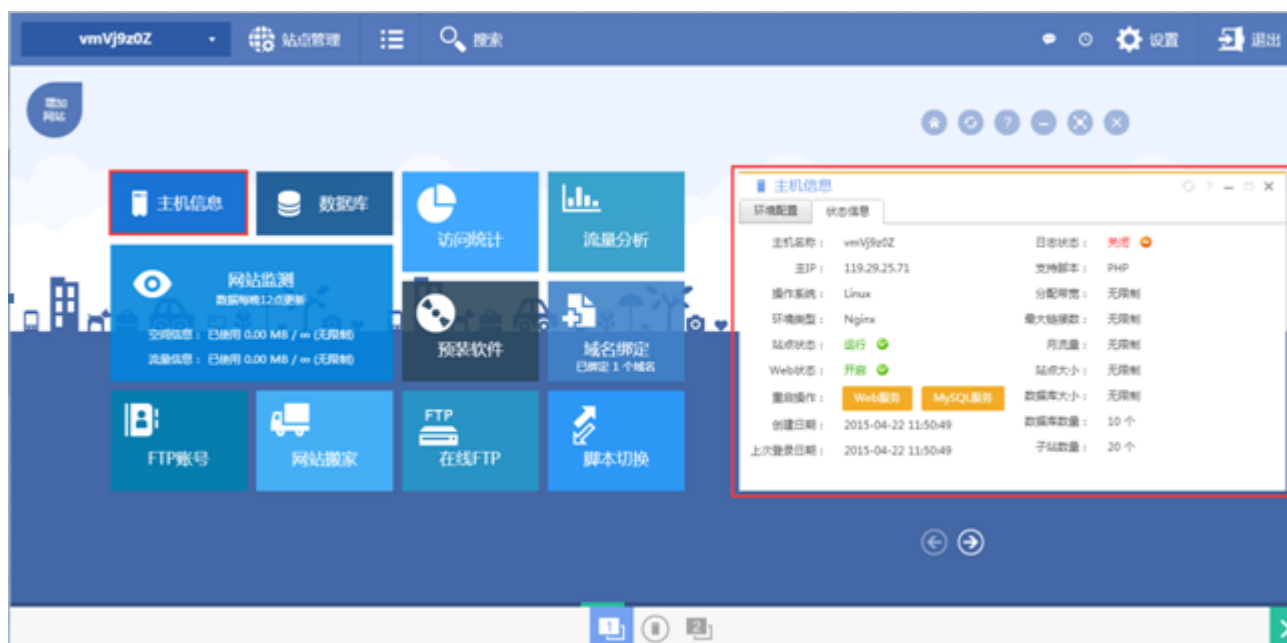 vmVj9z0Z 站点管理 搜索 设置 退出
增加
网站
主机信息
数据库
访问统计
流量分析
网站监测
数据每晚12点更新
空间信息： 已使用 0.00 MB / ∞ (无限制)
流量信息： 已使用 0.00 MB / ∞ (无限制)
预装软件
域名绑定
已绑定 1 个域名
FTP账号
网站搬家
FTP
在线FTP
脚本切换
主机信息
环境配置 状态信息
主机名称： vmVj9z0Z 日志状态： 关闭
主IP： 119.29.25.71 支持脚本： PHP
操作系统： Linux 分配带宽： 无限制
环境类型： Nginx 最大链接数： 无限制
站点状态： 运行 月流量： 无限制
Web状态： 开启 站点大小： 无限制
重启操作： Web服务 MySQL服务 数据库大小： 无限制
创建日期： 2015-04-22 11:50:49 数据库数量： 10 个
上次登录日期： 2015-04-22 11:50:49 子站数量： 20 个
1 2